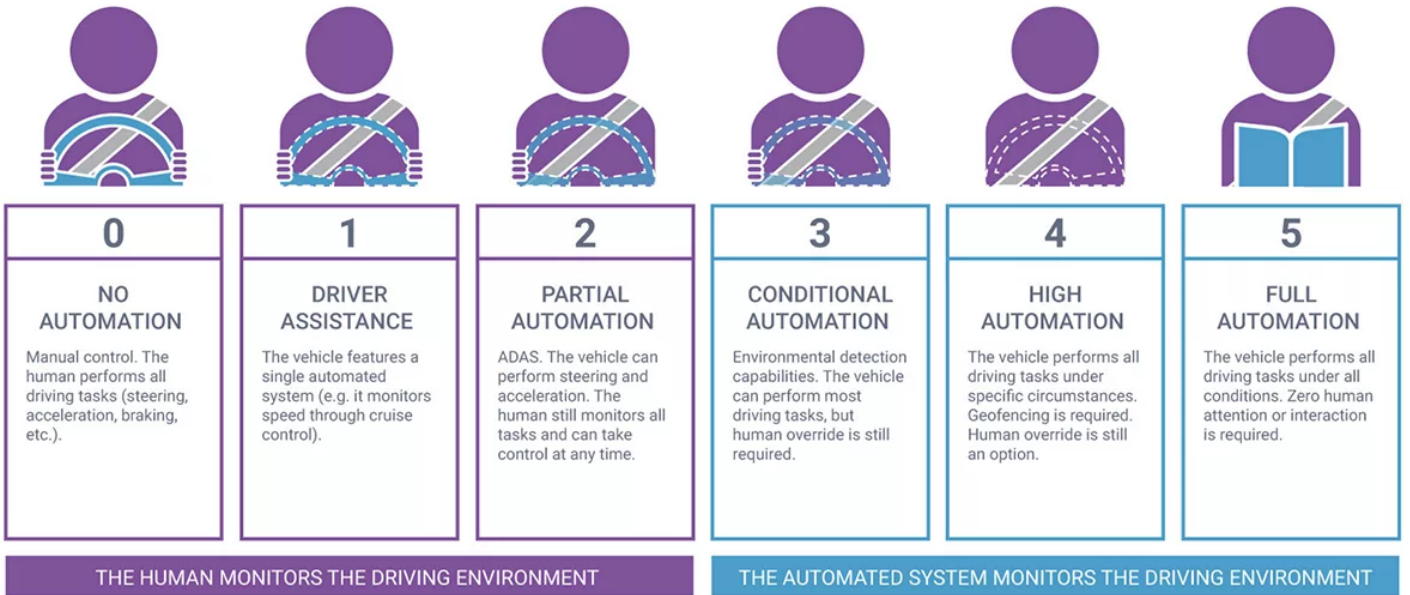 0
NO
AUTOMATION
Manual control. The
human performs all
driving tasks (steering,
acceleration, braking,
etc.).
1
DRIVER
ASSISTANCE
The vehicle features a
single automated
system (e.g. it monitors
speed through cruise
control).
2
PARTIAL
AUTOMATION
ADAS. The vehicle can
perform steering and
acceleration. The
human still monitors all
tasks and can take
control at any time.
3
CONDITIONAL
AUTOMATION
Environmental detection
capabilities. The vehicle
can perform most
driving tasks, but
human override is still
required.
4
HIGH
AUTOMATION
The vehicle performs all
driving tasks under
specific circumstances.
Geofencing is required.
Human override is still
an option.
5
FULL
AUTOMATION
The vehicle performs all
driving tasks under all
conditions. Zero human
attention or interaction
is required.
THE HUMAN MONITORS THE DRIVING ENVIRONMENT
THE AUTOMATED SYSTEM MONITORS THE DRIVING ENVIRONMENT